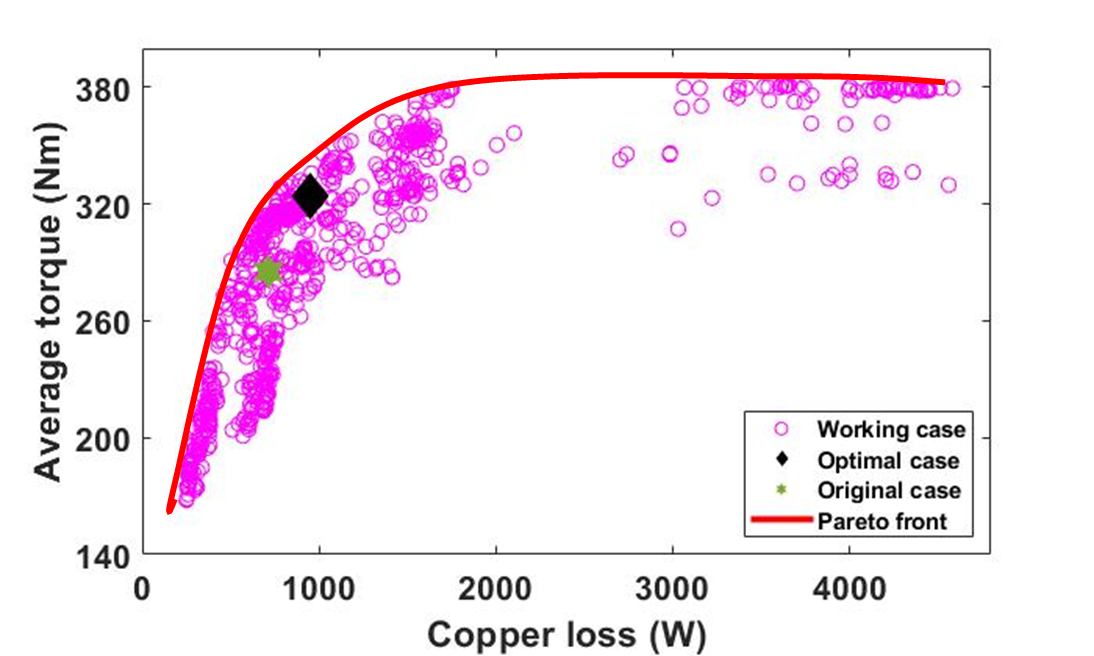 380
320
260
200
140
0 1000 2000 3000 4000
Average torque (Nm)
Copper loss (W)
Working case
Optimal case
Original case
Pareto front